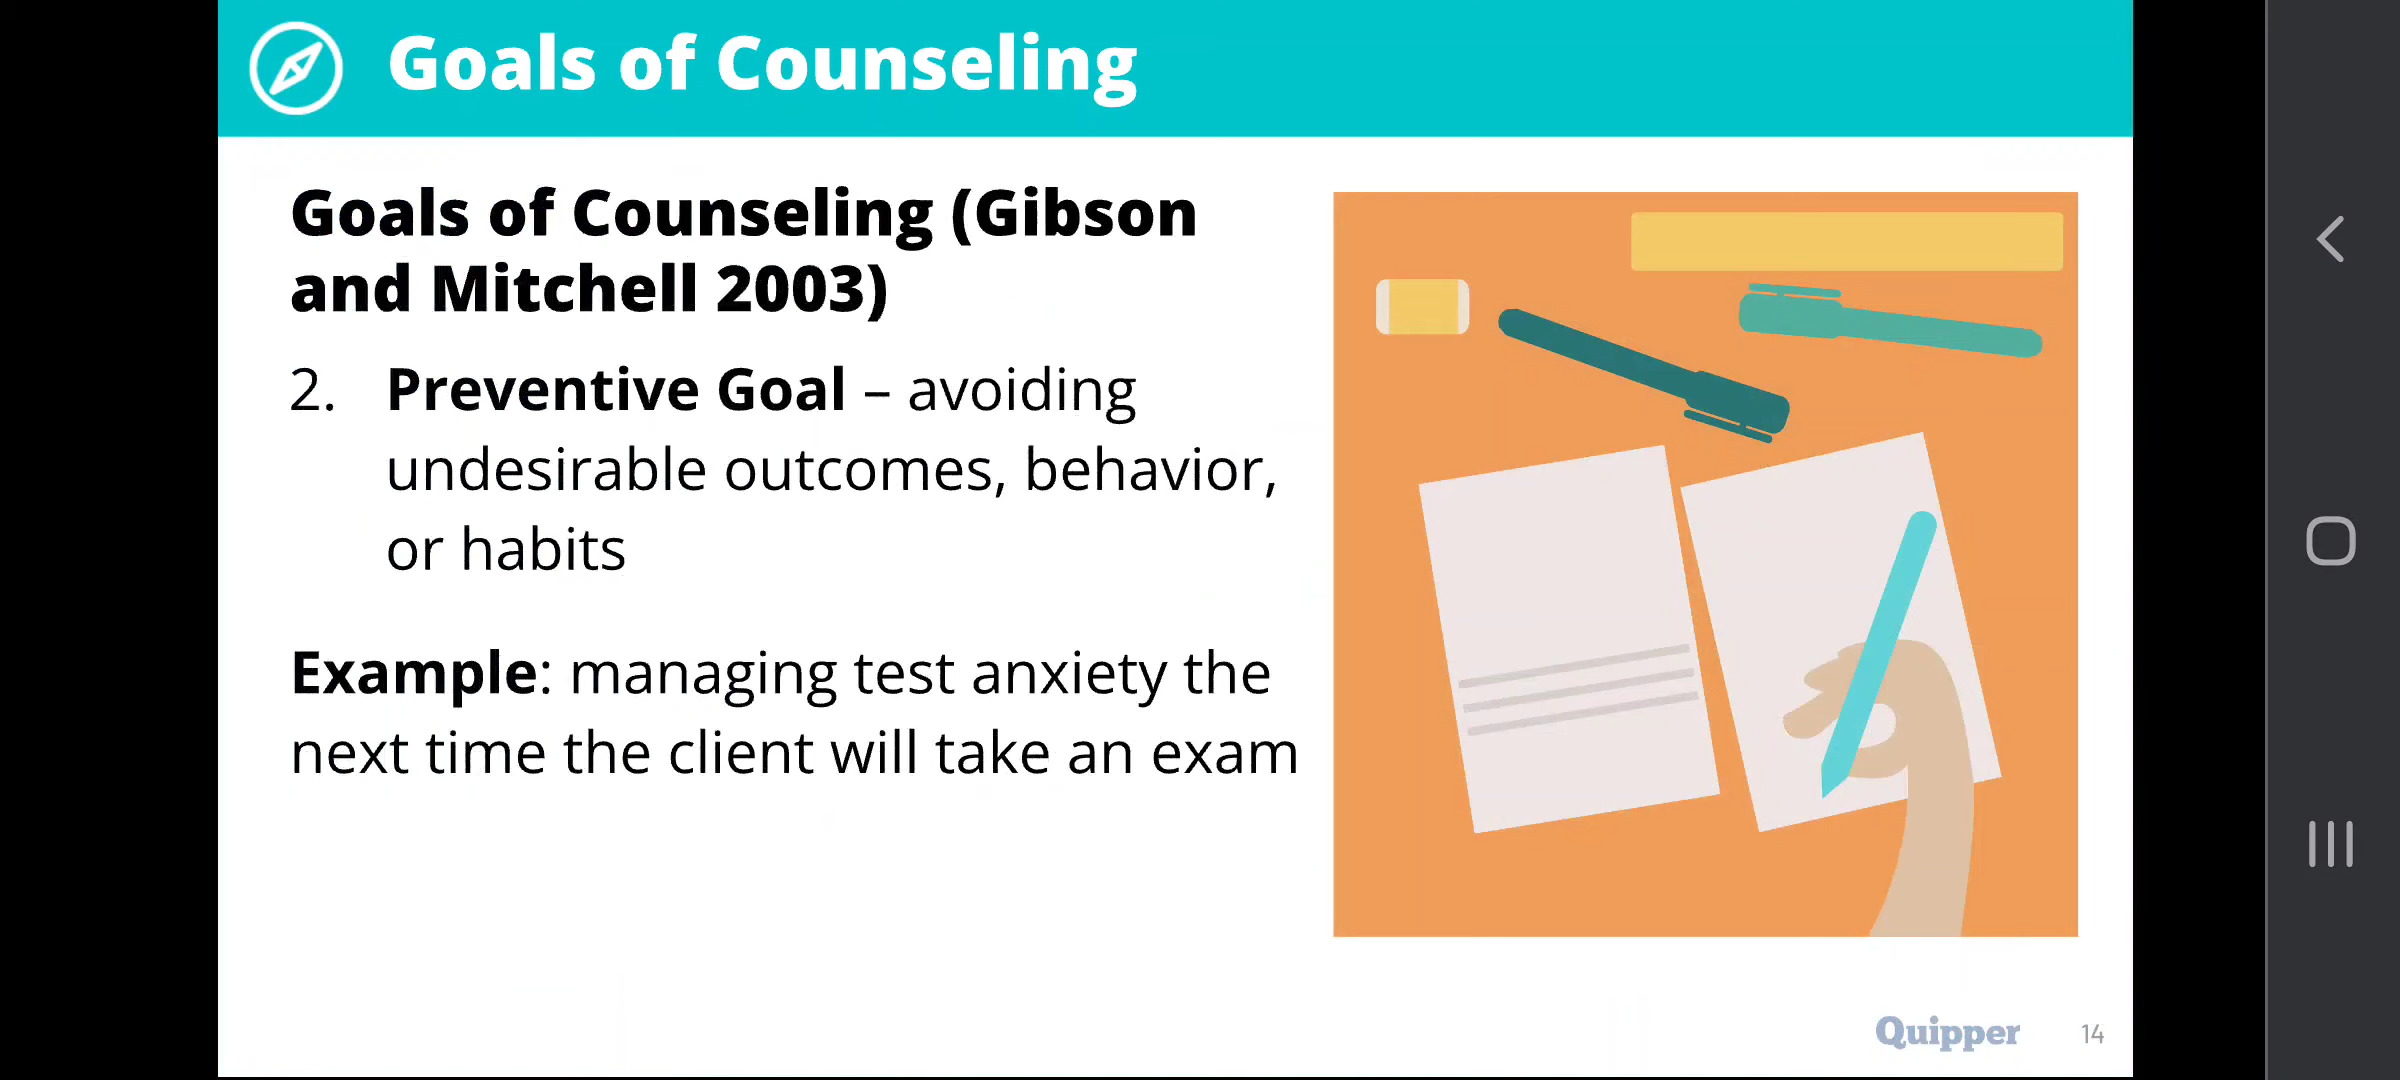 Goals of Counseling
Goals of Counseling (Gibson
and Mitchell 2003)
2. Preventive Goal – avoiding
undesirable outcomes, behavior,
or habits
Example: managing test anxiety the
next time the client will take an exam
Quipper 14